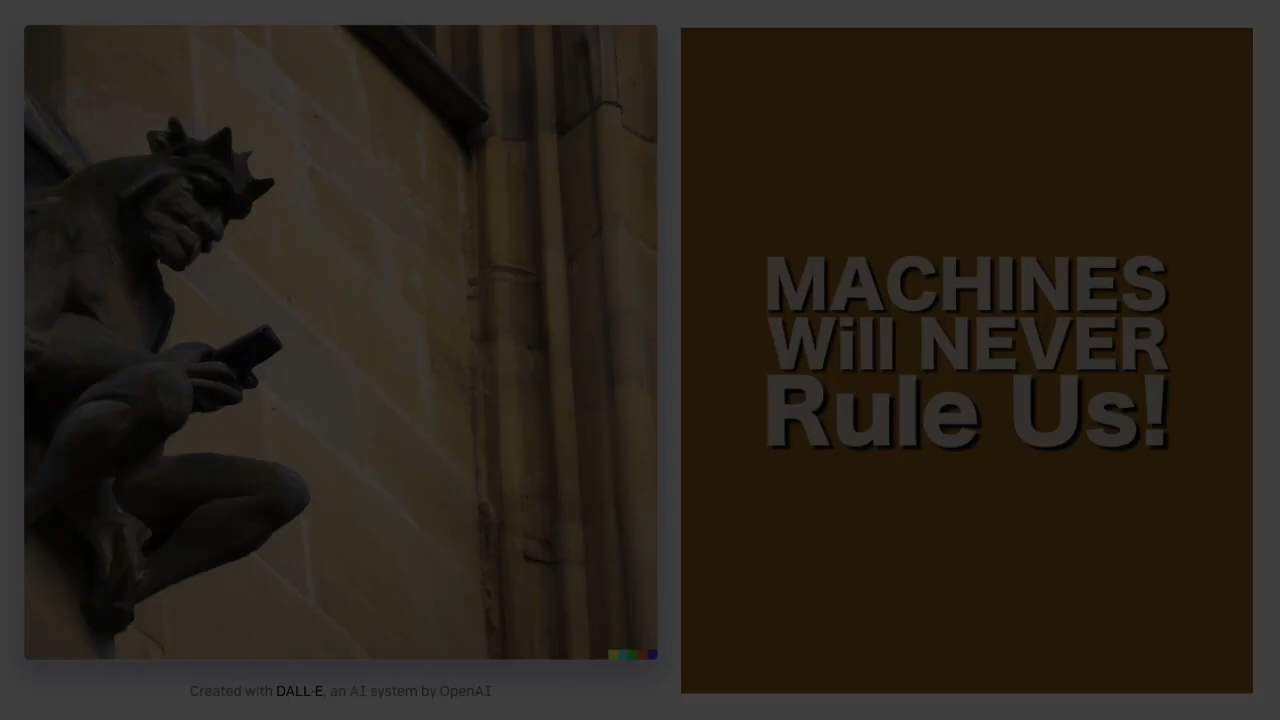 MACHINES
Will NEVER
Rule Us!
Created with DALL·E, an AI system by OpenAI